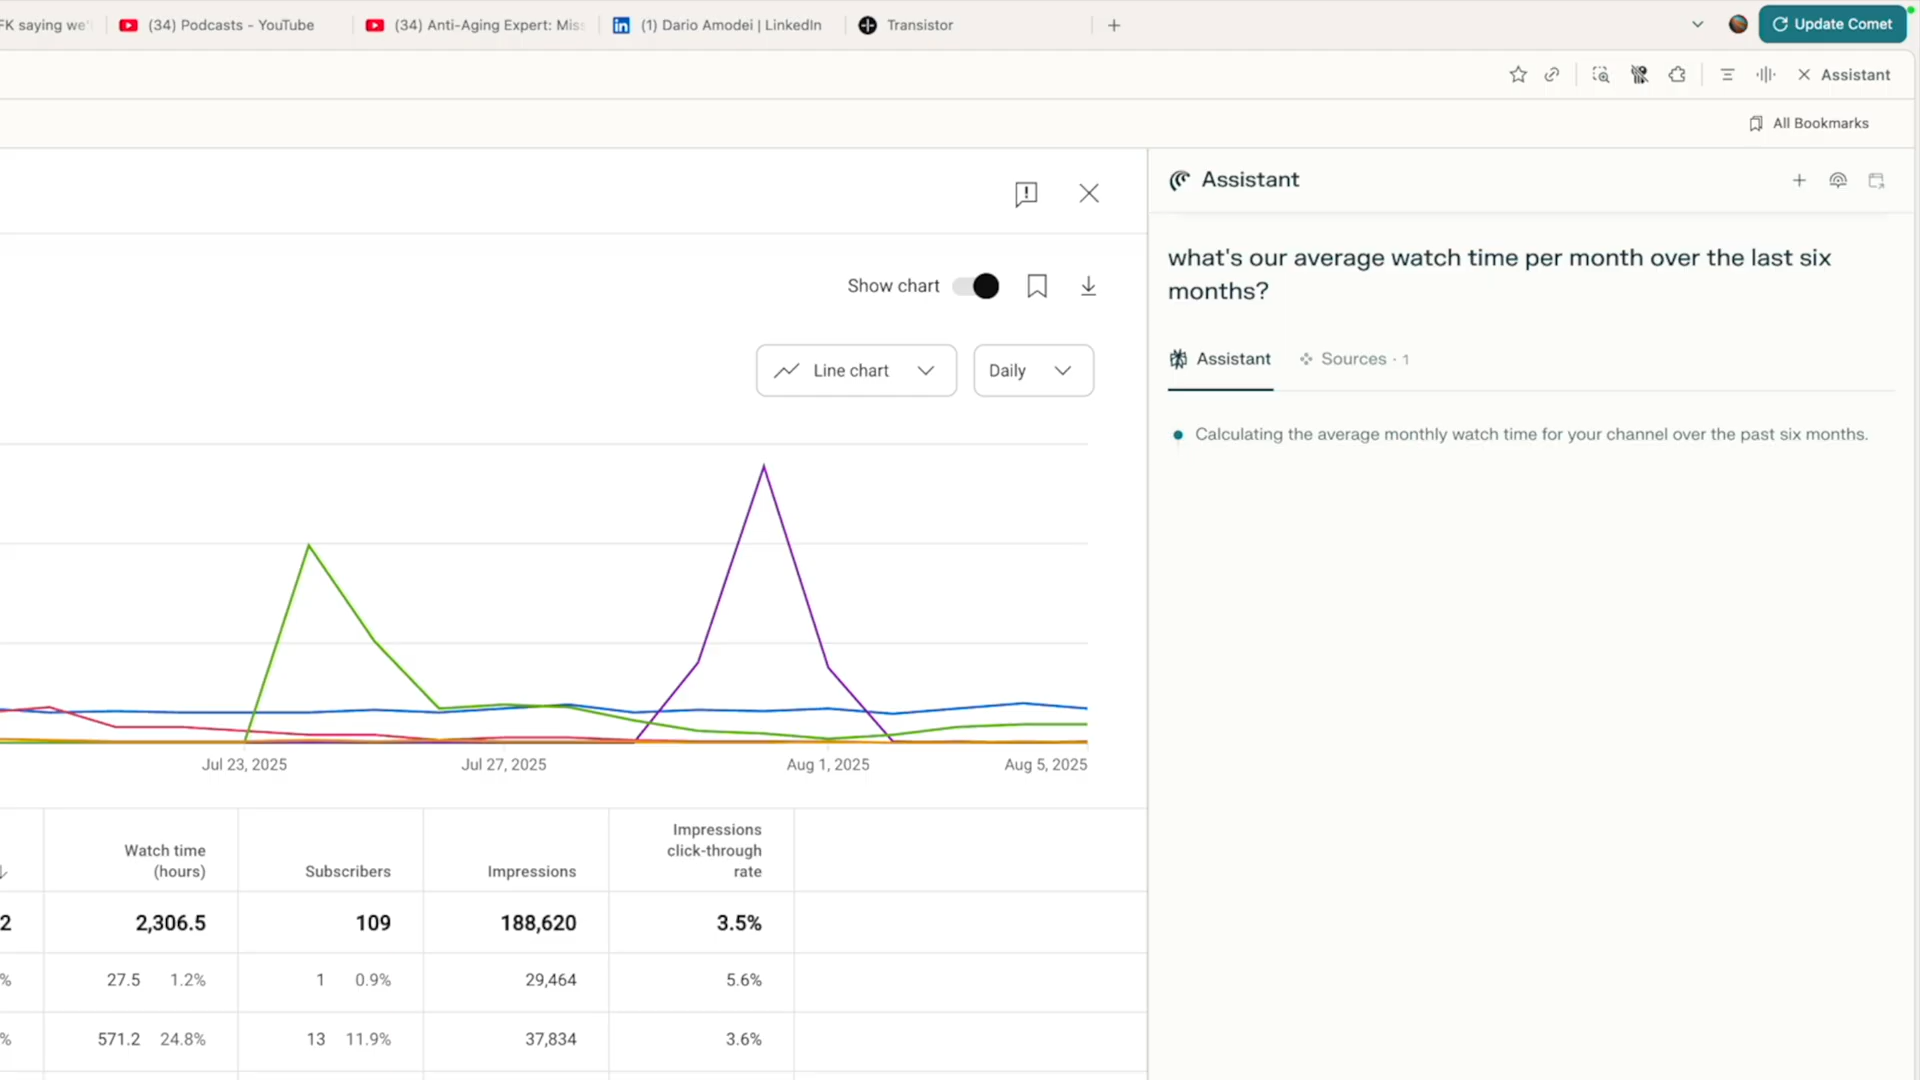 FK saying we'
(34) Podcasts - YouTube
(34) Anti-Aging Expert: Mis
(1) Dario Amodei | LinkedIn
Transistor
Update Comet
Assistant
All Bookmarks
Assistant
what's our average watch time per month over the last six
months?
Assistant
Sources · 1
Calculating the average monthly watch time for your channel over the past six months.
Show chart
Line chart
Daily
Jul 23, 2025
Jul 27, 2025
Aug 1, 2025
Aug 5, 2025
Watch time
(hours)
Subscribers
Impressions
Impressions
click-through
rate
2 2,306.5 109 188,620 3.5%
% 27.5 1.2% 1 0.9% 29,464 5.6%
% 571.2 24.8% 13 11.9% 37,834 3.6%